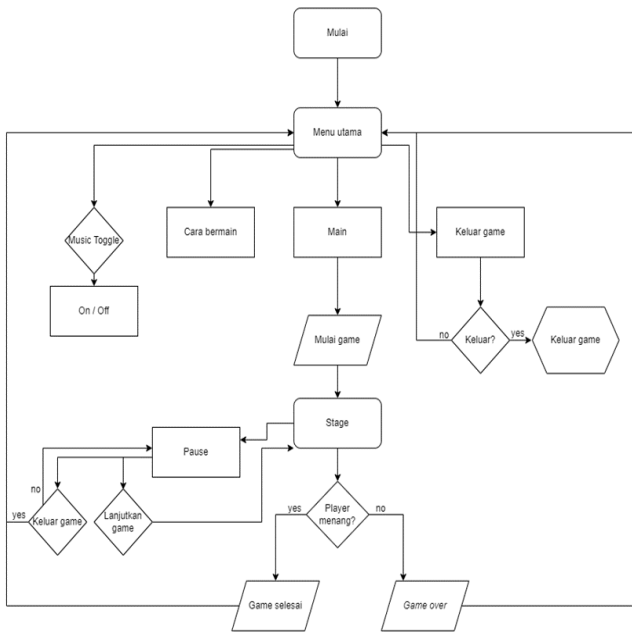 Mulai
Menu utama
Music Toggle
Cara bermain
Main
Keluar game
On / Off
Mulai game
no
Keluar?
yes
Keluar game
Stage
Pause
no
yes
Keluar game
Lanjutkan
game
yes
Player
menang?
no
Game selesai
Game over